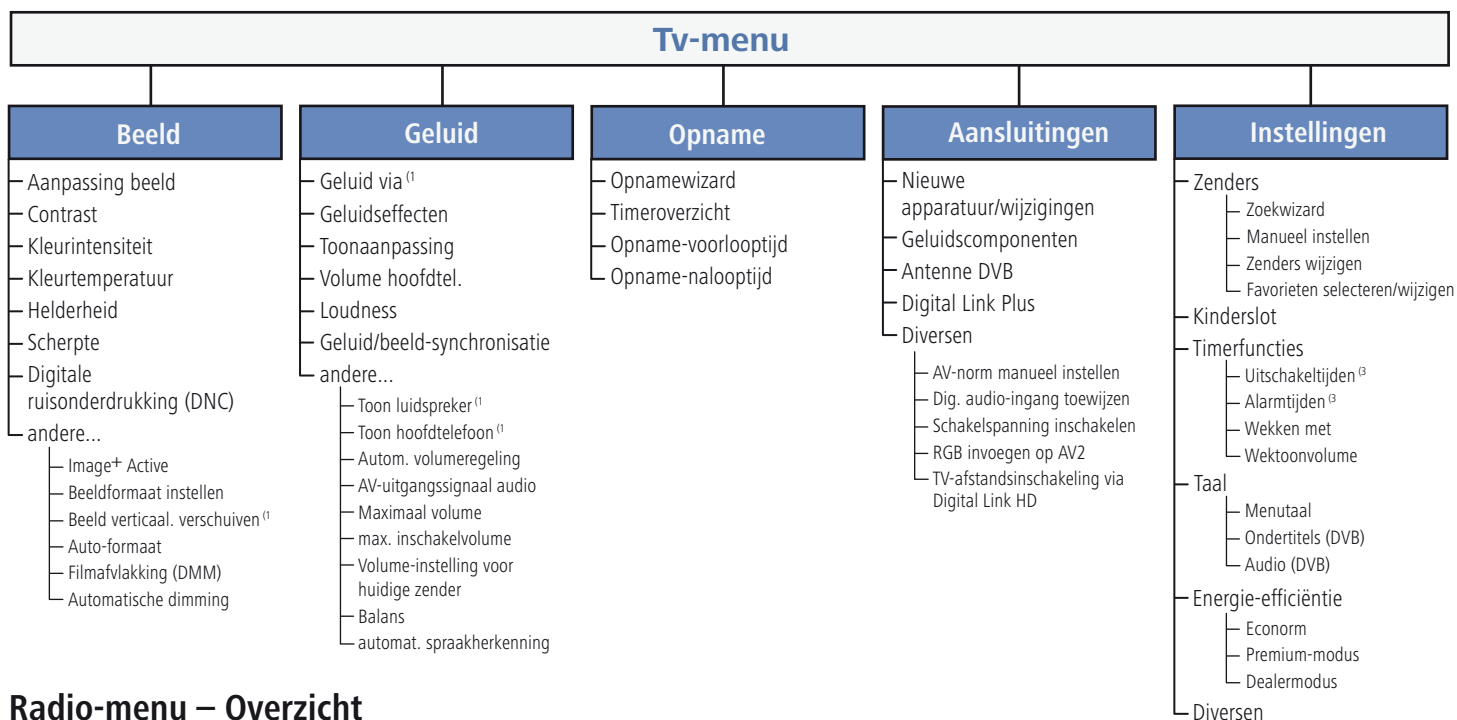 Tv-menu
Beeld
Aanpassing beeld
Contrast
Kleurintensiteit
Kleurtemperatuur
Helderheid
Scherpte
Digitale
ruisonderdrukking (DNC)
andere...
Image+ Active
Beeldformaat instellen
Beeld verticaal. verschuiven (1
Auto-formaat
Filmafvlakking (DMM)
Automatische dimming
Geluid
Geluid via (1
Geluidseffecten
Toonaanpassing
Volume hoofdtel.
Loudness
Geluid/beeld-synchronisatie
andere...
Toon luidspreker (1
Toon hoofdtelefoon (1
Autom. volumeregeling
AV-uitgangssignaal audio
Maximaal volume
max. inschakelvolume
Volume-instelling voor
huidige zender
Balans
automat. spraakherkenning
Opname
Opnamewizard
Timeroverzicht
Opname-voorlooptijd
Opname-nalooptijd
Aansluitingen
Nieuwe
apparatuur/wijzigingen
Geluidscomponenten
Antenne DVB
Digital Link Plus
Diversen
AV-norm manueel instellen
Dig. audio-ingang toewijzen
Schakelspanning inschakelen
RGB invoegen op AV2
TV-afstandsinschakeling via
Digital Link HD
Instellingen
Zenders
Zoekwizard
Manueel instellen
Zenders wijzigen
Favorieten selecteren/wijzigen
Kinderslot
Timerfuncties
Uitschakeltijden (3
Alarmtijden (3
Wekken met
Wektoonvolume
Taal
Menutaal
Ondertitels (DVB)
Audio (DVB)
Energie-efficiëntie
Econorm
Premium-modus
Dealermodus
Diversen
Radio-menu – Overzicht